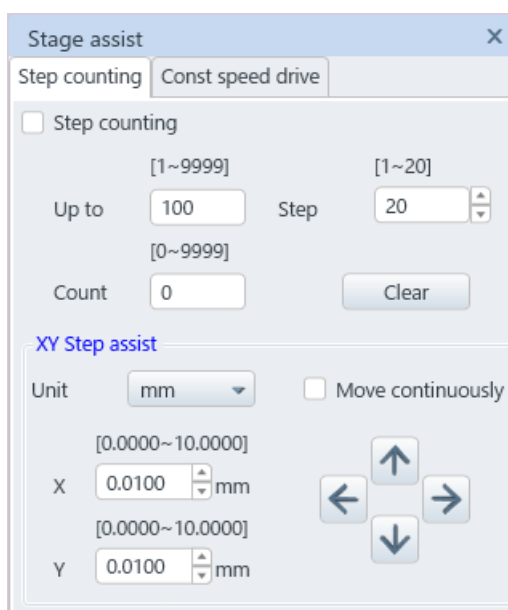 Stage assist
Step counting Const speed drive
Step counting
[1~9999] [1~20]
Up to 100 Step 20
[0~9999]
Count 0 Clear
XY Step assist
Unit mm Move continuously
[0.0000~10.0000]
X 0.0100 mm
[0.0000~10.0000]
Y 0.0100 mm